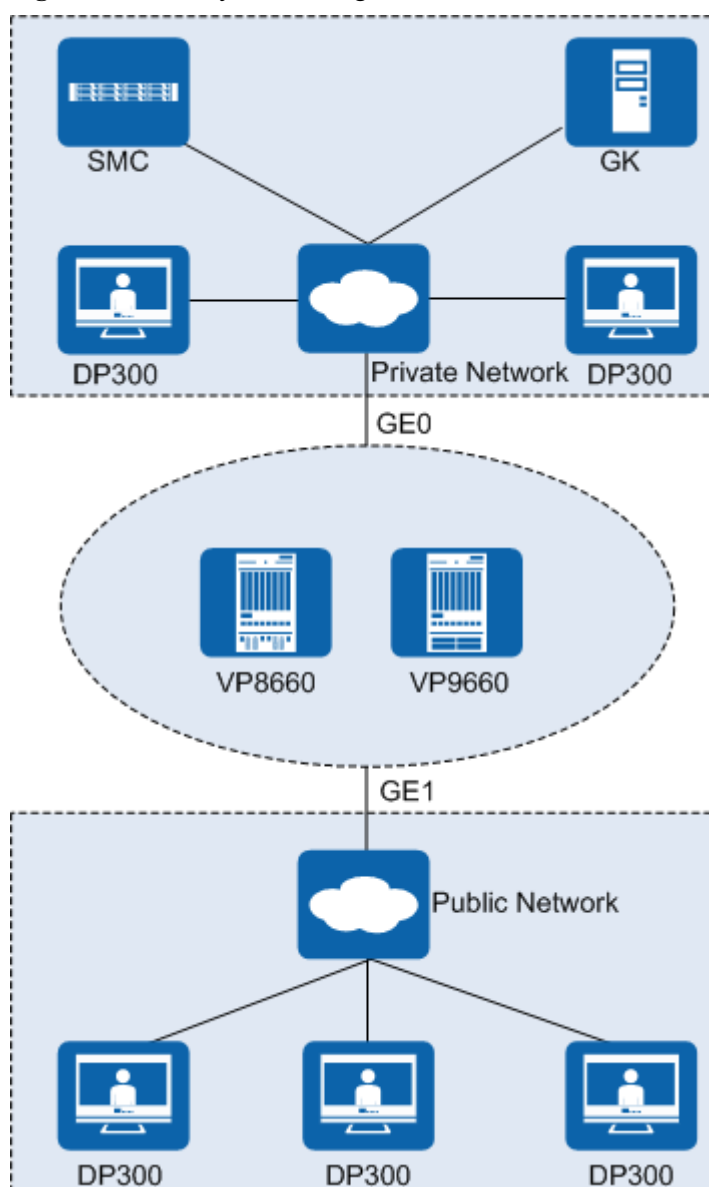 SMC
GK
DP300
Private Network
DP300
GE0
VP8660
VP9660
GE1
Public Network
DP300
DP300
DP300